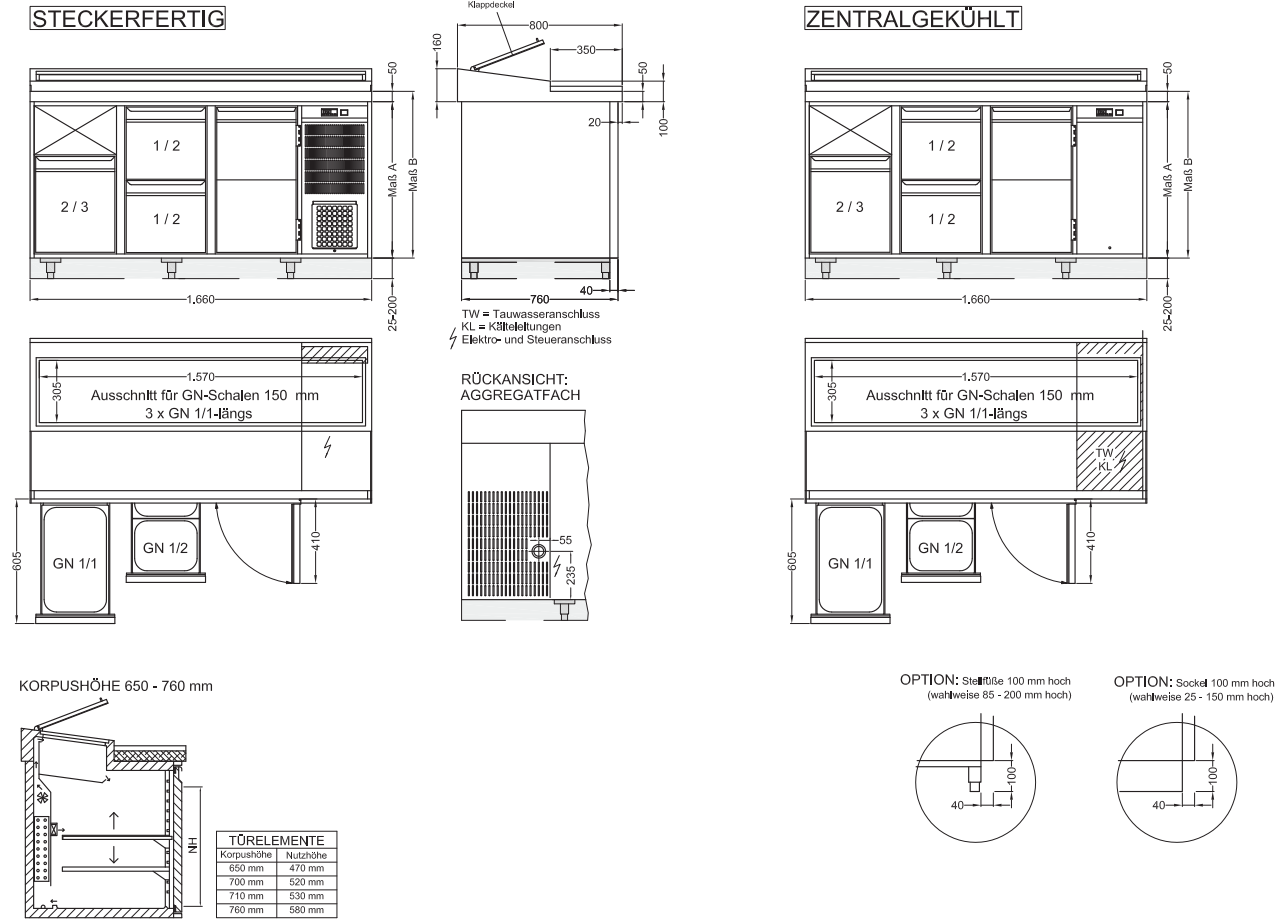 STECKERFERTIG
Klappdeckel
800
350
160
50
20
100
50
Maß A
Maß B
1 / 2
2 / 3
1 / 2
1.660
25-200
40
760
TW = Tauwasseranschluss
KL = Kälteleitungen
Elektro- und Steueranschluss
ZENTRALGEKÜHLT
50
Maß A
Maß B
1 / 2
2 / 3
1 / 2
1.660
25-200
1.570
305
Ausschnitt für GN-Schalen 150 mm
3 x GN 1/1-längs
605
GN 1/1
GN 1/2
410
RÜCKANSICHT:
AGGREGATFACH
55
235
1.570
305
Ausschnitt für GN-Schalen 150 mm
3 x GN 1/1-längs
TW
KL
605
GN 1/1
GN 1/2
410
KORPUSHÖHE 650 - 760 mm
NH
TÜRELEMENTE
Korpushöhe Nutzhöhe
650 mm 470 mm
700 mm 520 mm
710 mm 530 mm
760 mm 580 mm
OPTION: Stellfüße 100 mm hoch
(wahlweise 85 - 200 mm hoch)
100
40
OPTION: Sockel 100 mm hoch
(wahlweise 25 - 150 mm hoch)
100
40